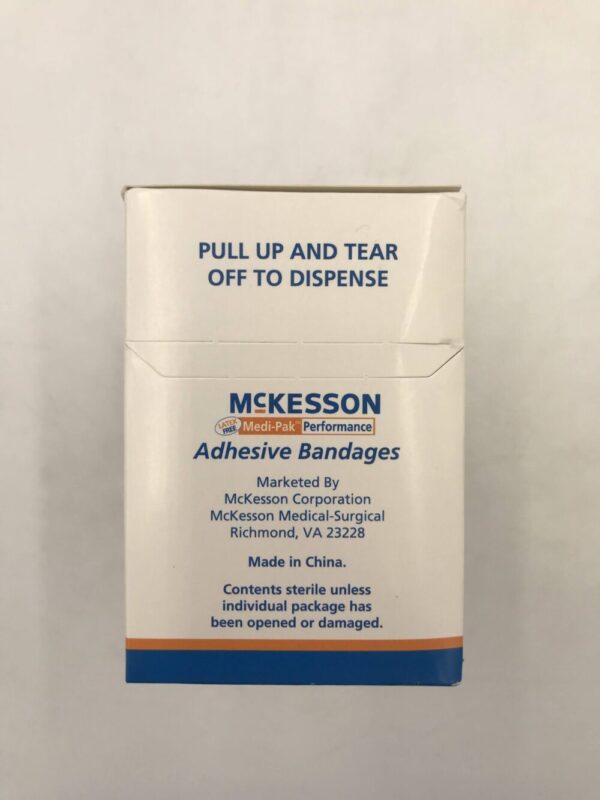 PULL UP AND TEAR
OFF TO DISPENSE
McKESSON
LATEX FREE Medi-Pak™ Performance
Adhesive Bandages
Marketed By
McKesson Corporation
McKesson Medical-Surgical
Richmond, VA 23228
Made in China.
Contents sterile unless
individual package has
been opened or damaged.